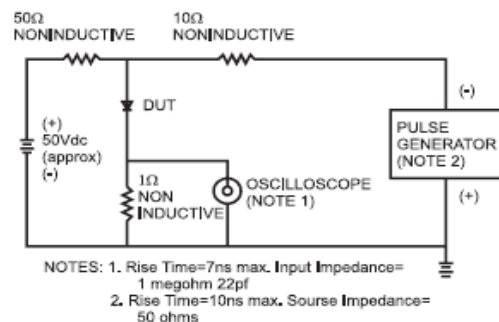 50Ω
NONINDUCTIVE
10Ω
NONINDUCTIVE
(+)
50Vdc
(approx)
(-)
DUT
1Ω
NON
INDUCTIVE
OSCILLOSCOPE
(NOTE 1)
(-)
PULSE
GENERATOR
(NOTE 2)
(+)
NOTES: 1. Rise Time=7ns max. Input Impedance=
1 megohm 22pf
2. Rise Time=10ns max. Sourse Impedance=
50 ohms